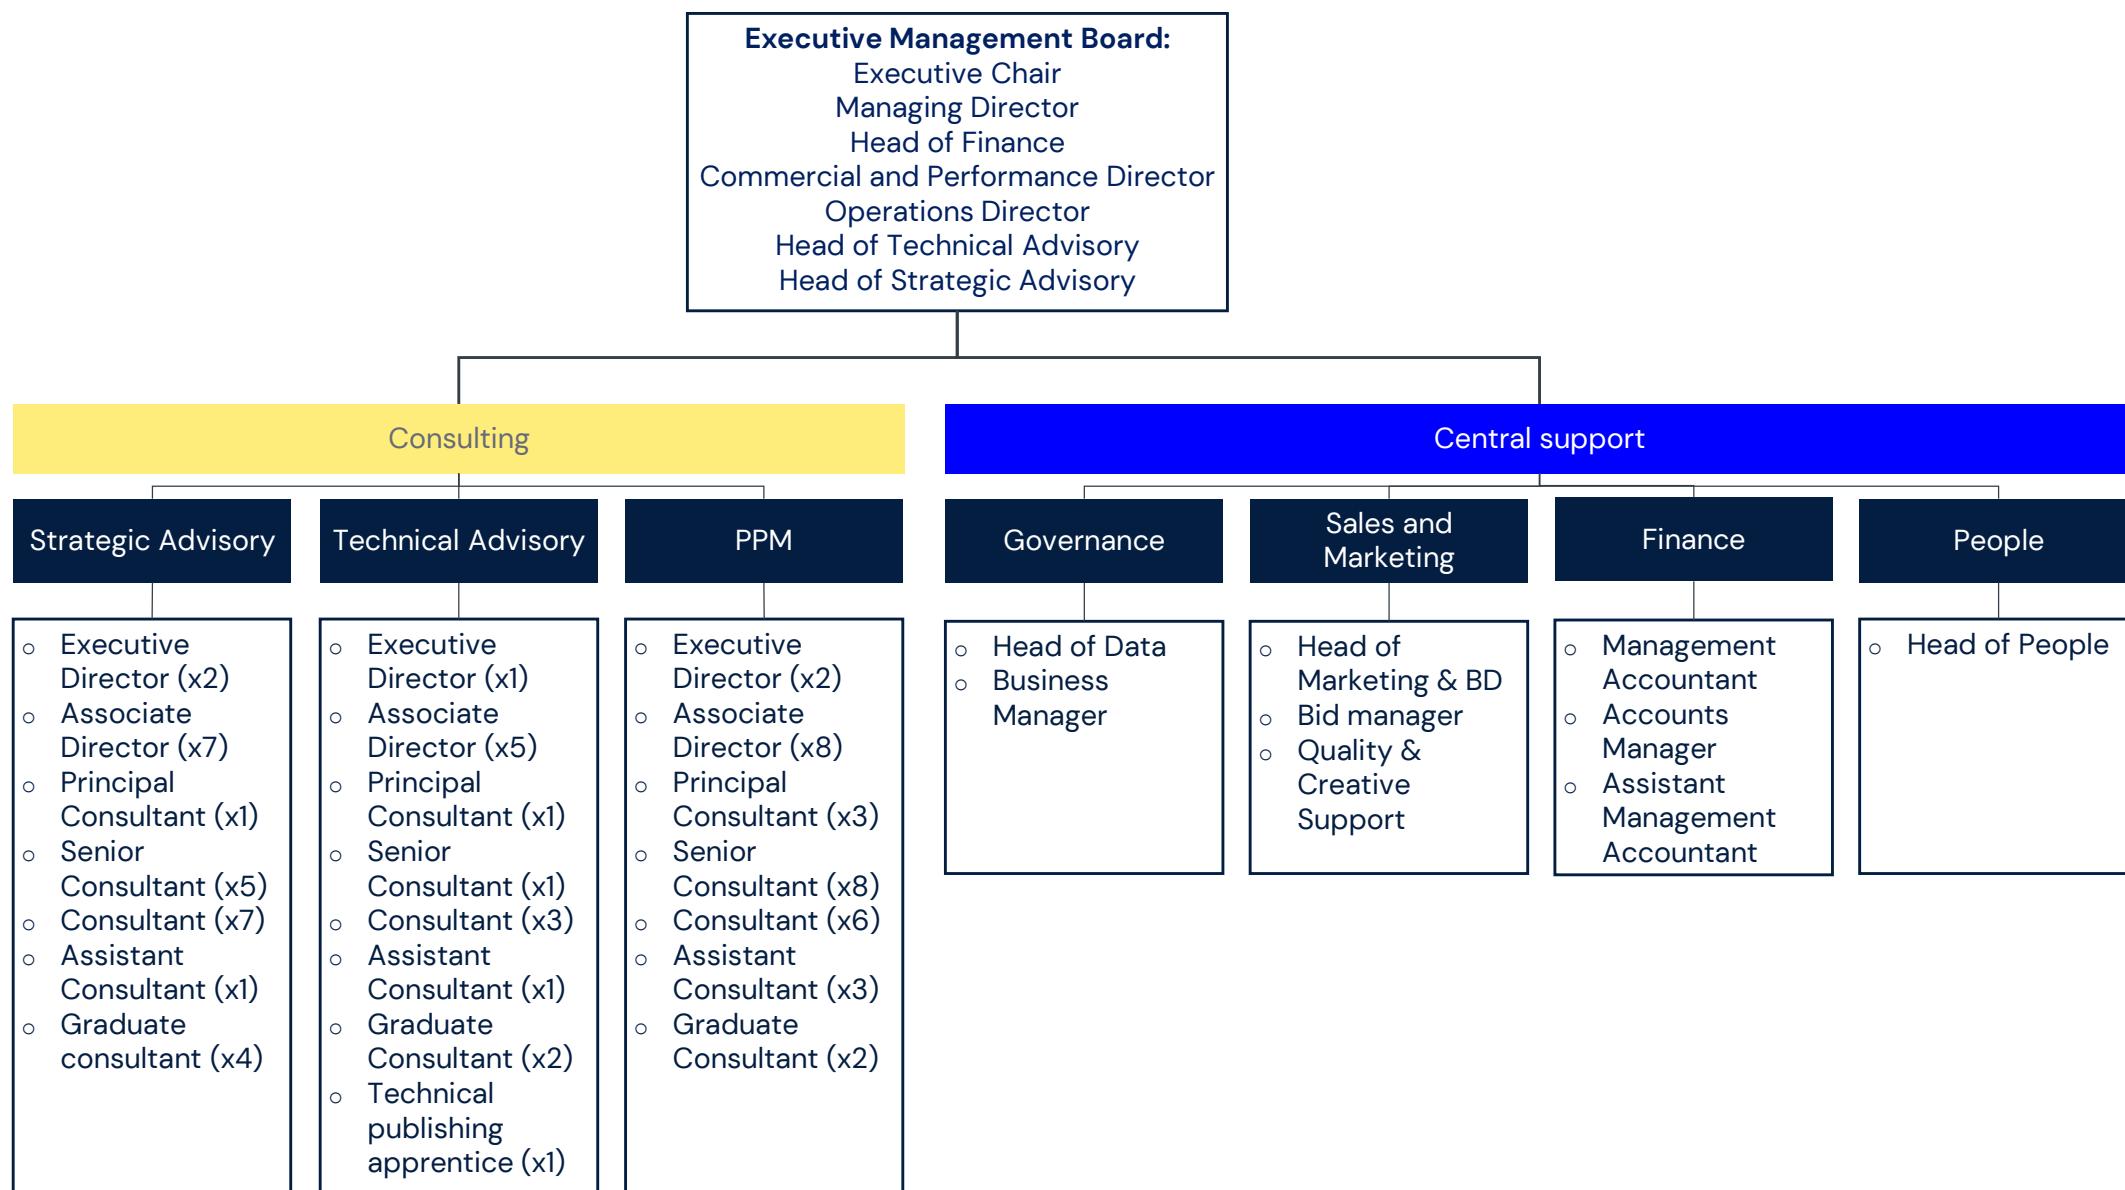 Executive Management Board:
Executive Chair
Managing Director
Head of Finance
Commercial and Performance Director
Operations Director
Head of Technical Advisory
Head of Strategic Advisory
Consulting
Central support
Strategic Advisory
Technical Advisory
PPM
Governance
Sales and
Marketing
Finance
People
○ Executive
Director (x2)
○ Associate
Director (x7)
○ Principal
Consultant (x1)
○ Senior
Consultant (x5)
○ Consultant (x7)
○ Assistant
Consultant (x1)
○ Graduate
consultant (x4)
○ Executive
Director (x1)
○ Associate
Director (x5)
○ Principal
Consultant (x1)
○ Senior
Consultant (x1)
○ Consultant (x3)
○ Assistant
Consultant (x1)
○ Graduate
Consultant (x2)
○ Technical
publishing
apprentice (x1)
○ Executive
Director (x2)
○ Associate
Director (x8)
○ Principal
Consultant (x3)
○ Senior
Consultant (x8)
○ Consultant (x6)
○ Assistant
Consultant (x3)
○ Graduate
Consultant (x2)
○ Head of Data
○ Business
Manager
○ Head of
Marketing & BD
○ Bid manager
○ Quality &
Creative
Support
○ Management
Accountant
○ Accounts
Manager
○ Assistant
Management
Accountant
○ Head of People